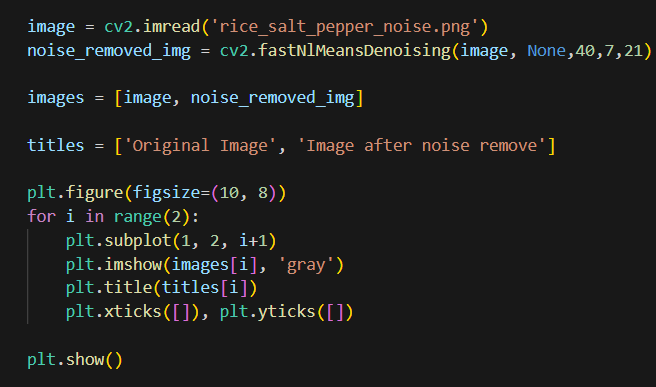 image = cv2.imread('rice_salt_pepper_noise.png')
noise_removed_img = cv2.fastNlMeansDenoising(image, None,40,7,21)
images = [image, noise_removed_img]
titles = ['Original Image', 'Image after noise remove']
plt.figure(figsize=(10, 8))
for i in range(2):
    plt.subplot(1, 2, i+1)
    plt.imshow(images[i], 'gray')
    plt.title(titles[i])
    plt.xticks([]), plt.yticks([])
plt.show()